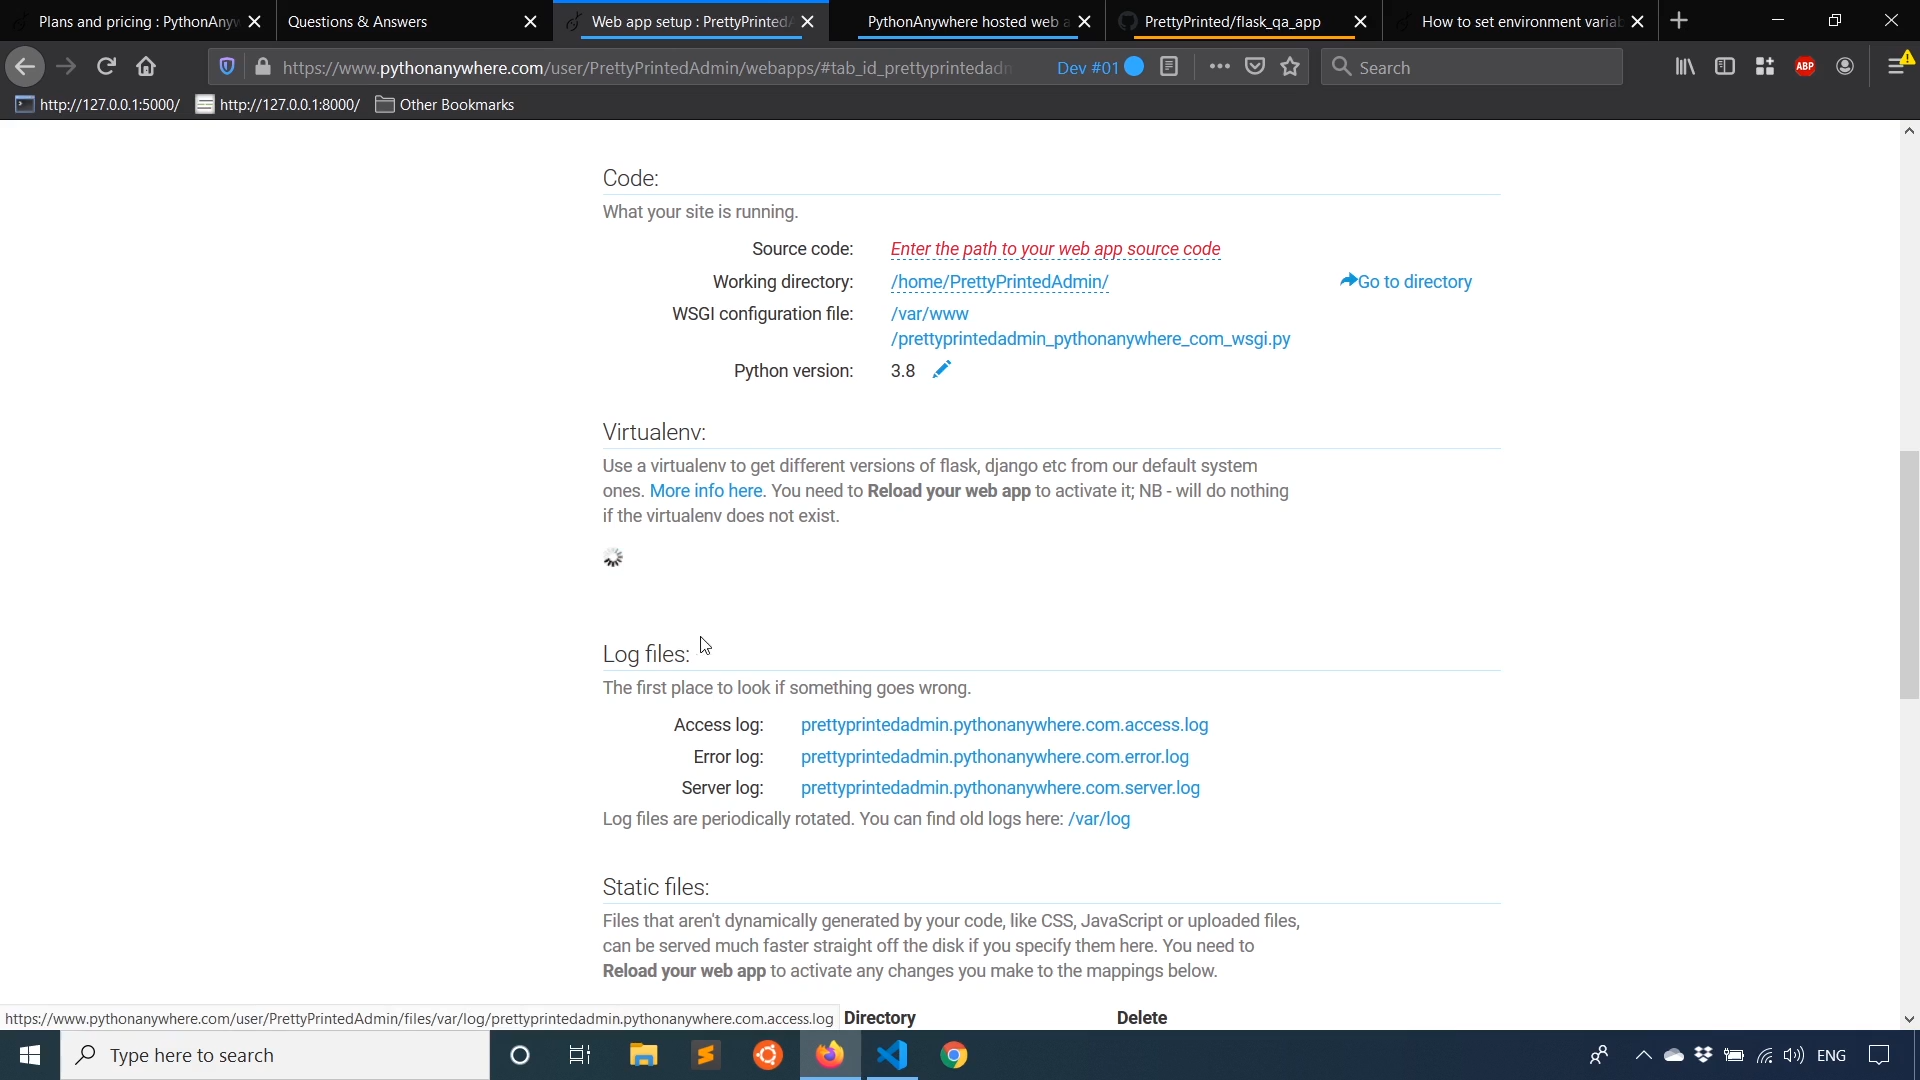 Plans and pricing : PythonAnyw
Questions & Answers
Web app setup : PrettyPrintedA
PythonAnywhere hosted web a
PrettyPrinted/flask_qa_app
How to set environment variab
https://www.pythonanywhere.com/user/PrettyPrintedAdmin/webapps/#tab_id_prettyprintedadn
Dev #01
Search
ABP
http://127.0.0.1:5000/
http://127.0.0.1:8000/
Other Bookmarks
Code:
What your site is running.
Source code:
Enter the path to your web app source code
Working directory:
/home/PrettyPrintedAdmin/
Go to directory
WSGI configuration file:
/var/www
/prettyprintedadmin_pythonanywhere_com_wsgi.py
Python version:
3.8
Virtualenv:
Use a virtualenv to get different versions of flask, django etc from our default system
ones. More info here. You need to Reload your web app to activate it; NB - will do nothing
if the virtualenv does not exist.
Log files:
The first place to look if something goes wrong.
Access log:
prettyprintedadmin.pythonanywhere.com.access.log
Error log:
prettyprintedadmin.pythonanywhere.com.error.log
Server log:
prettyprintedadmin.pythonanywhere.com.server.log
Log files are periodically rotated. You can find old logs here: /var/log
Static files:
Files that aren't dynamically generated by your code, like CSS, JavaScript or uploaded files,
can be served much faster straight off the disk if you specify them here. You need to
Reload your web app to activate any changes you make to the mappings below.
https://www.pythonanywhere.com/user/PrettyPrintedAdmin/files/var/log/prettyprintedadmin.pythonanywhere.com.access.log
Directory
Delete
Type here to search
ENG